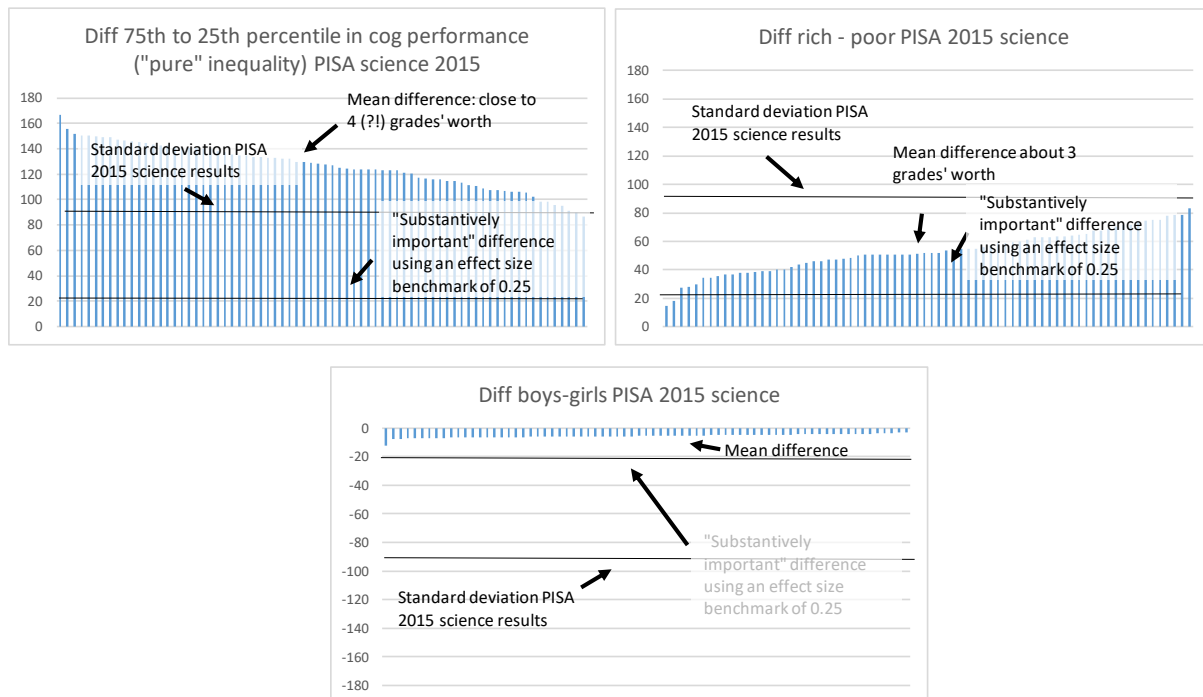 Diff 75th to 25th percentile in cog performance
("pure" inequality) PISA science 2015
180
160
140
120
100
80
60
40
20
0
Mean difference: close to
4 (?!) grades' worth
Standard deviation PISA
2015 science results
"Substantively
important" difference
using an effect size
benchmark of 0.25
Diff rich - poor PISA 2015 science
180
160
140
120
100
80
60
40
20
0
Standard deviation PISA
2015 science results
Mean difference about 3
grades' worth
"Substantively
important" difference
using an effect size
benchmark of 0.25
Diff boys-girls PISA 2015 science
0
-20
-40
-60
-80
-100
-120
-140
-160
-180
Mean difference
"Substantively
important" difference
using an effect size
benchmark of 0.25
Standard deviation PISA
2015 science results